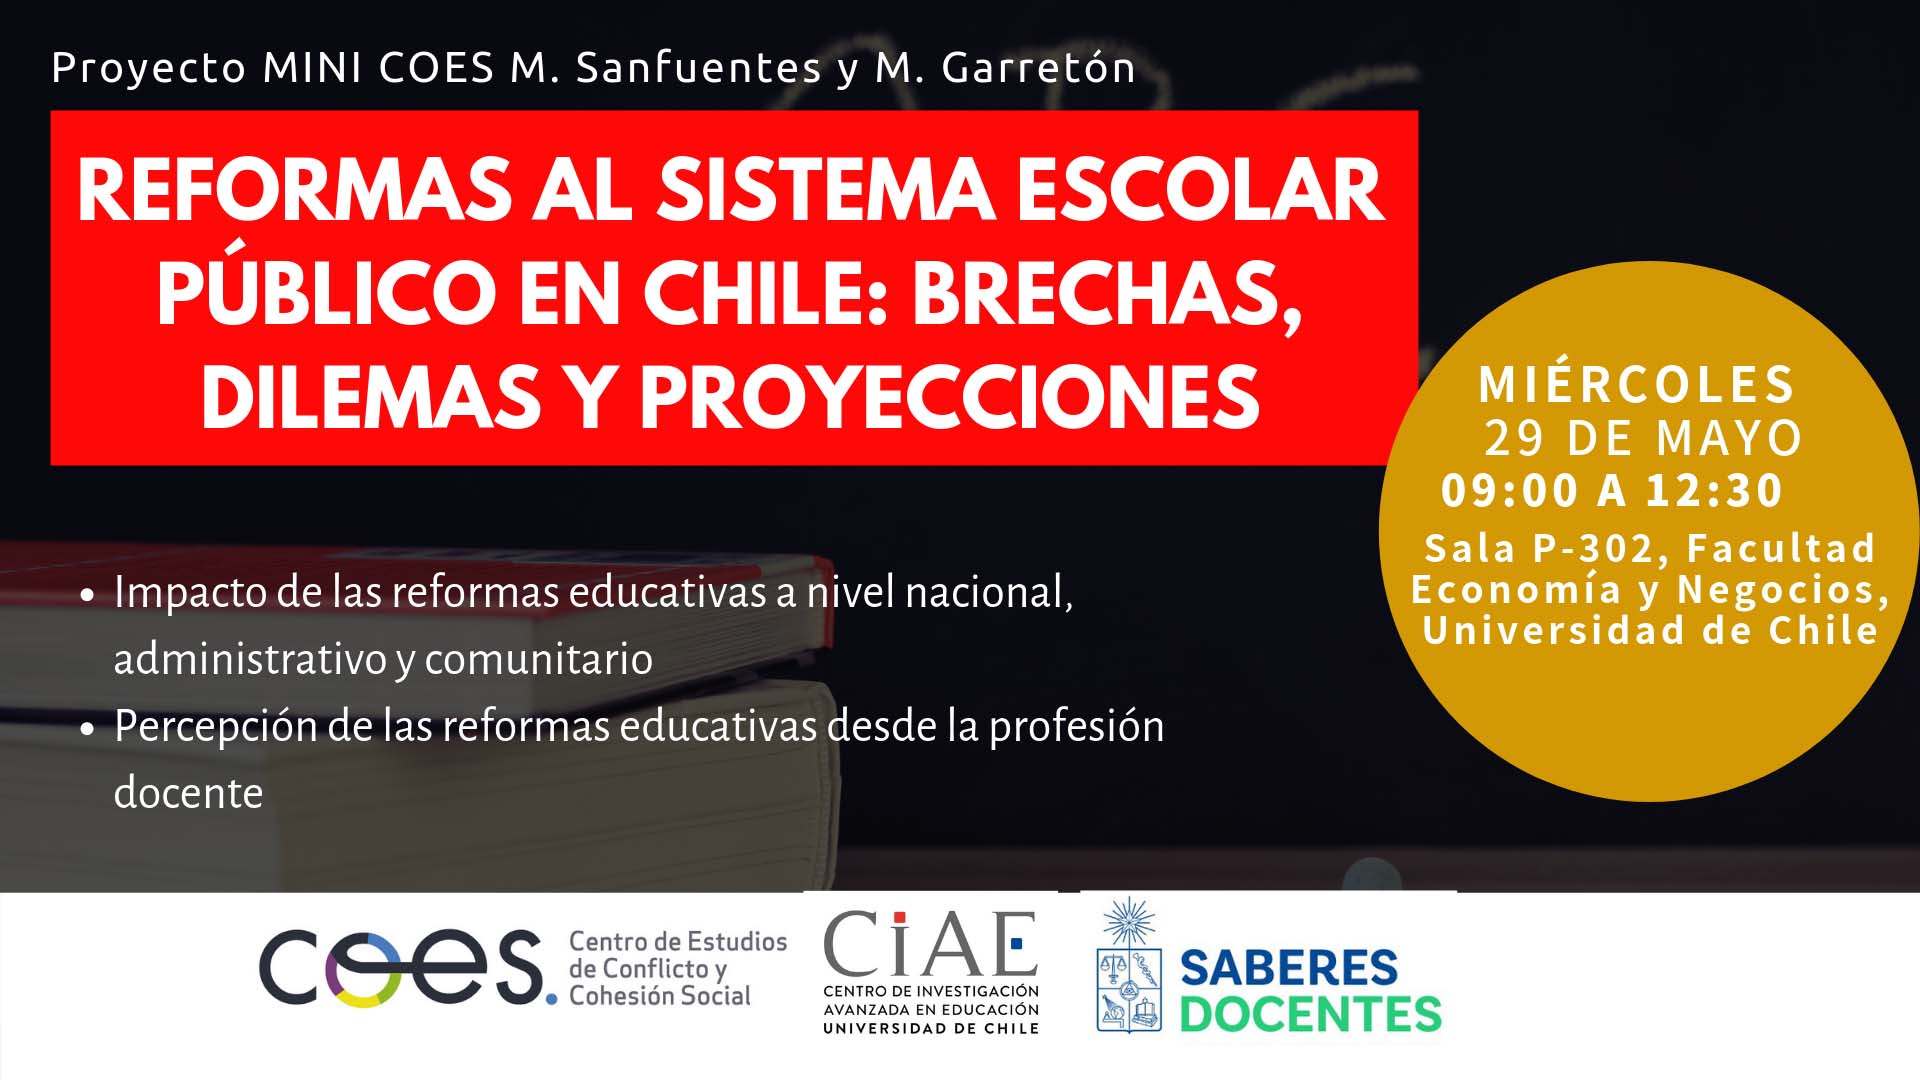 Proyecto MINI COES M. Sanfuentes y M. Garretón
REFORMAS AL SISTEMA ESCOLAR
PÚBLICO EN CHILE: BRECHAS,
DILEMAS Y PROYECCIONES
MIÉRCOLES
29 DE MAYO
09:00 A 12:30
Sala P-302, Facultad
Economía y Negocios,
Universidad de Chile
• Impacto de las reformas educativas a nivel nacional,
administrativo y comunitario
• Percepción de las reformas educativas desde la profesión
docente
coes.
Centro de Estudios
de Conflicto y
Cohesión Social
CiAE
CENTRO DE INVESTIGACIÓN
AVANZADA EN EDUCACIÓN
UNIVERSIDAD DE CHILE
SABERES
DOCENTES